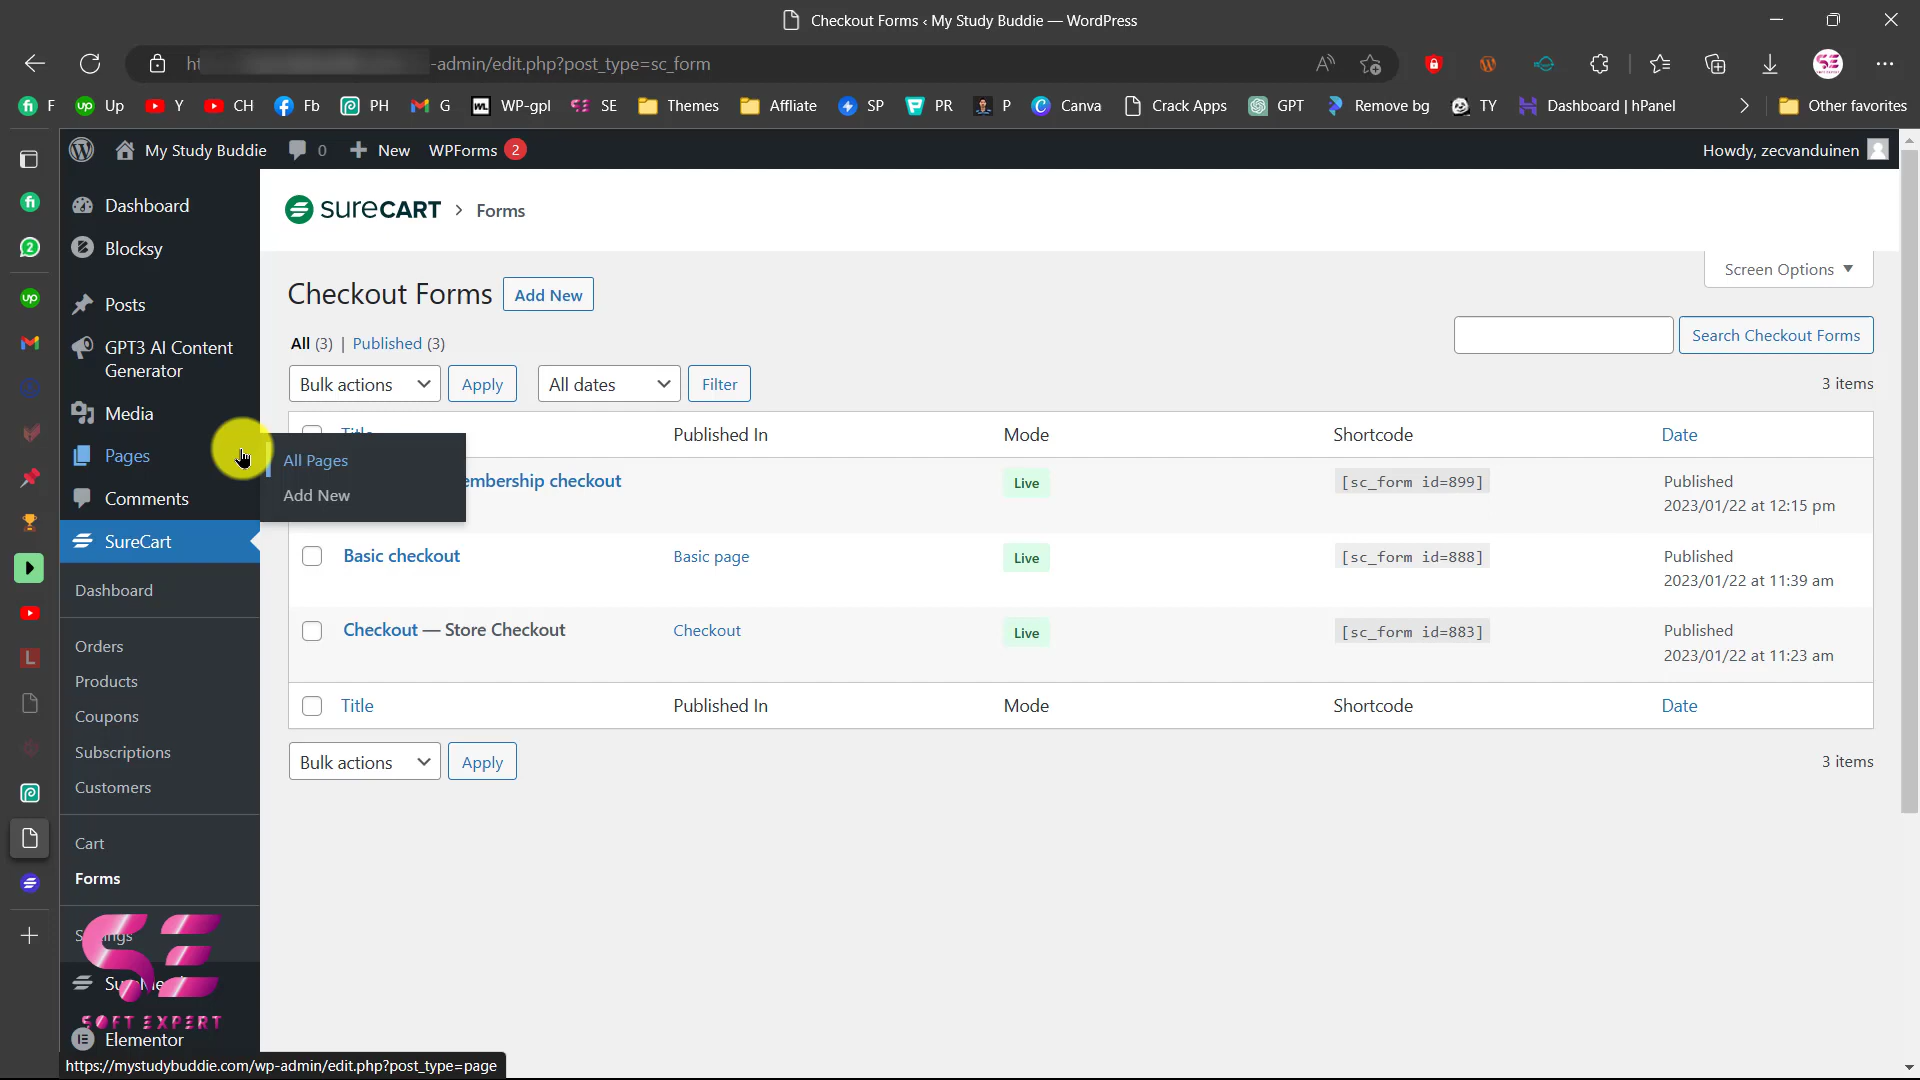 Checkout Forms ‹ My Study Buddie — WordPress
-admin/edit.php?post_type=sc_form
F Up Y CH Fb PH G WP-gpl SE Themes Affliate SP PR P Canva Crack Apps GPT Remove bg TY Dashboard | hPanel Other favorites
My Study Buddie 0 New WPForms 2 Howdy, zecvanduinen
Dashboard
Blocksy
Posts
GPT3 AI Content
Generator
Media
Pages
Comments
SureCart
Dashboard
Orders
Products
Coupons
Subscriptions
Customers
Cart
Forms
SOFT EXPERT
Elementor
All Pages
Add New
SURECART > Forms
Screen Options
Checkout Forms Add New
All (3) | Published (3)
Search Checkout Forms
Bulk actions Apply All dates Filter 3 items
Published In Mode Shortcode Date
embership checkout Live [sc_form id=899] Published
2023/01/22 at 12:15 pm
Basic checkout Basic page Live [sc_form id=888] Published
2023/01/22 at 11:39 am
Checkout — Store Checkout Checkout Live [sc_form id=883] Published
2023/01/22 at 11:23 am
Title Published In Mode Shortcode Date
Bulk actions Apply 3 items
https://mystudybuddie.com/wp-admin/edit.php?post_type=page